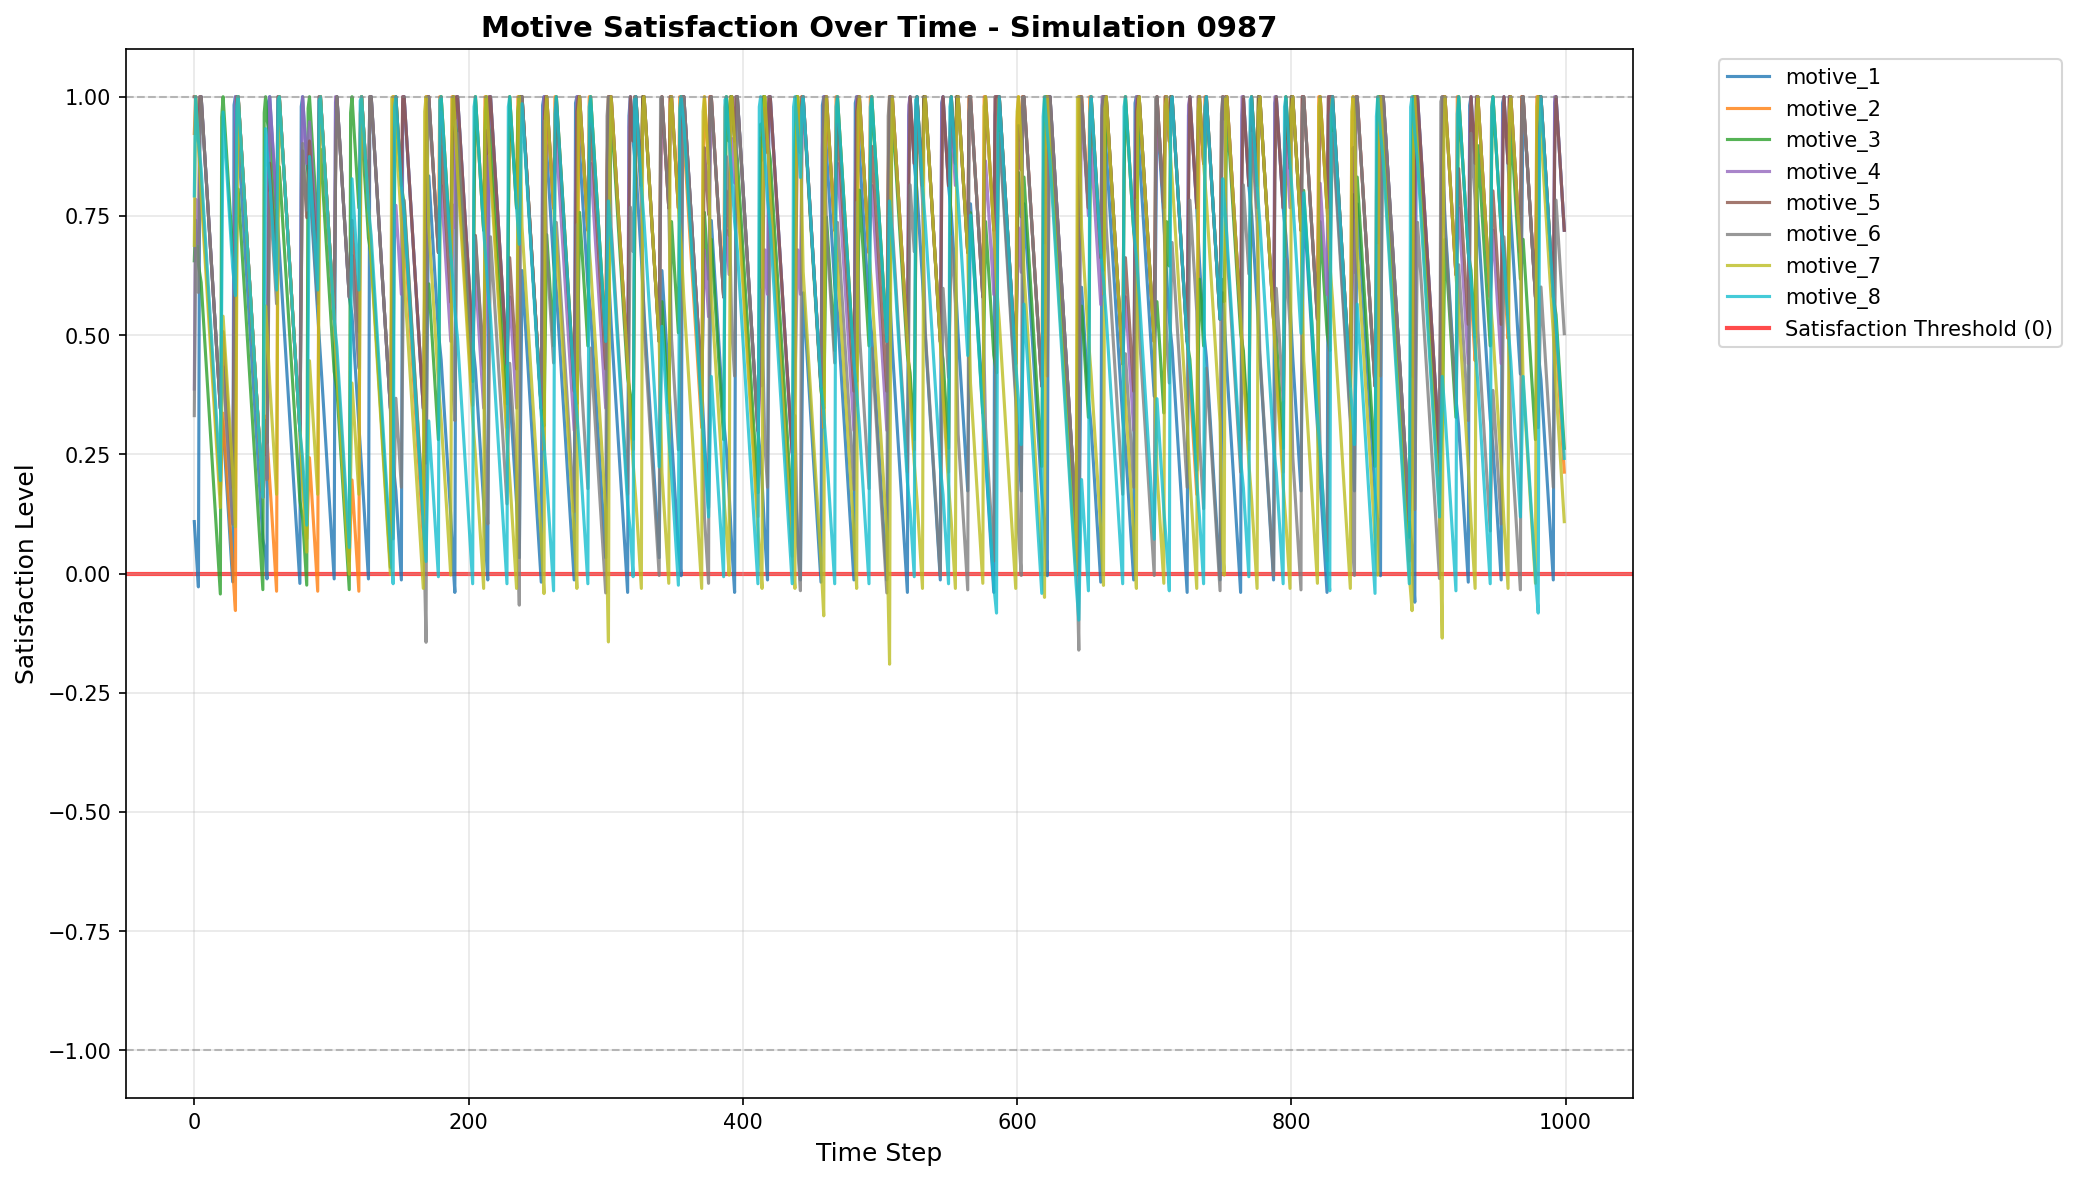 Motive Satisfaction Over Time - Simulation 0987
Satisfaction Level
1.00
0.75
0.50
0.25
0.00
−0.25
−0.50
−0.75
−1.00
0
200
400
600
800
1000
Time Step
motive_1
motive_2
motive_3
motive_4
motive_5
motive_6
motive_7
motive_8
Satisfaction Threshold (0)